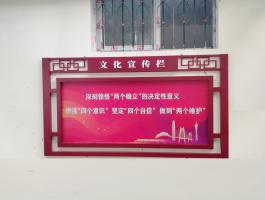 文化宣传栏
深刻领悟“两个确立”的决定性意义
增强“四个意识” 坚定“四个自信” 做到“两个维护”